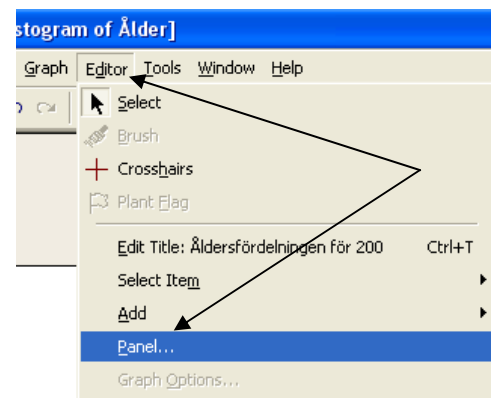 stogram of Ålder]
Graph Editor Tools Window Help
Select
Brush
Crosshairs
Plant Flag
Edit Title: Åldersfördelningen för 200 Ctrl+T
Select Item
Add
Panel...
Graph Options...